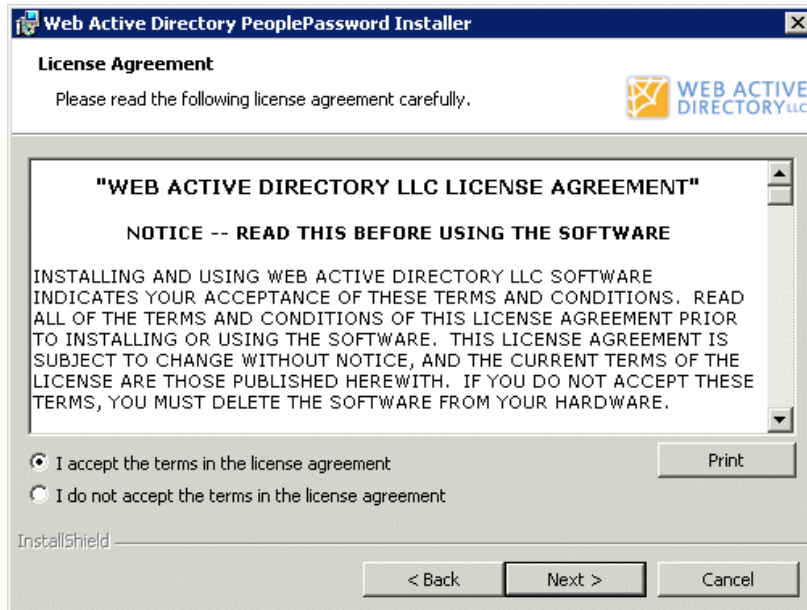 Web Active Directory PeoplePassword Installer
License Agreement
Please read the following license agreement carefully.
WEB ACTIVE
DIRECTORY LLC
"WEB ACTIVE DIRECTORY LLC LICENSE AGREEMENT"
NOTICE -- READ THIS BEFORE USING THE SOFTWARE
INSTALLING AND USING WEB ACTIVE DIRECTORY LLC SOFTWARE
INDICATES YOUR ACCEPTANCE OF THESE TERMS AND CONDITIONS.  READ
ALL OF THE TERMS AND CONDITIONS OF THIS LICENSE AGREEMENT PRIOR
TO INSTALLING OR USING THE SOFTWARE.  THIS LICENSE AGREEMENT IS
SUBJECT TO CHANGE WITHOUT NOTICE, AND THE CURRENT TERMS OF THE
LICENSE ARE THOSE PUBLISHED HEREWITH.  IF YOU DO NOT ACCEPT THESE
TERMS, YOU MUST DELETE THE SOFTWARE FROM YOUR HARDWARE.
I accept the terms in the license agreement
Print
I do not accept the terms in the license agreement
InstallShield
< Back
Next >
Cancel